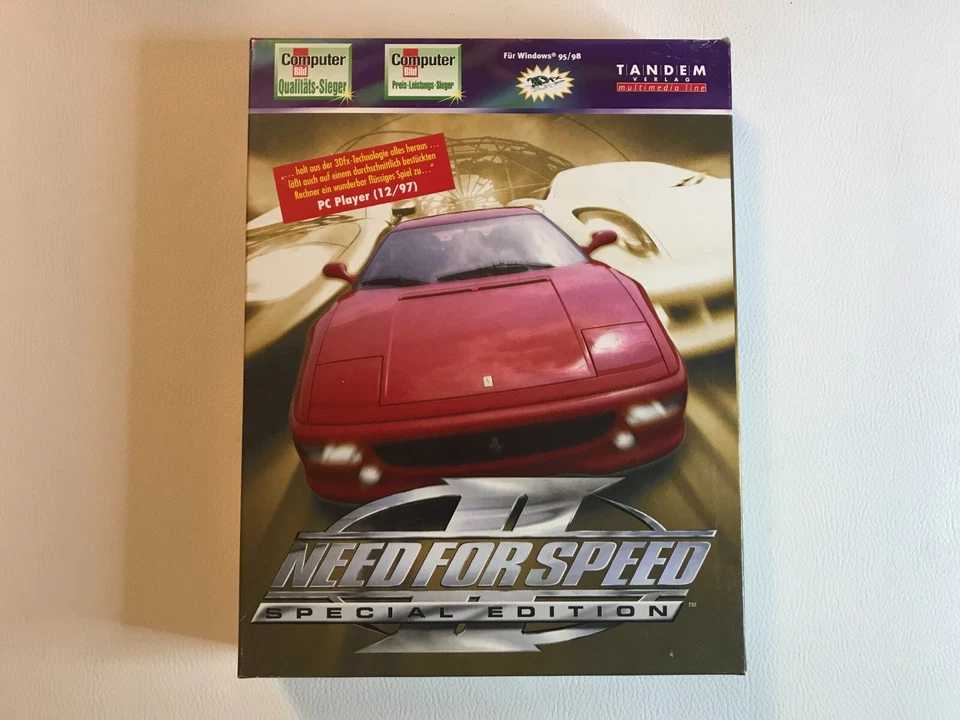 Computer
Bild
Qualitäts-Sieger
Computer
Bild
Preis-Leistungs-Sieger
Für Windows® 95/98
3Dfx
TANDEM
VERLAG
multimedia line
"... holt aus der 3Dfx-Technologie alles heraus ...
läßt auch auf einem durchschnittlich bestückten
Rechner ein wunderbar flüssiges Spiel zu..."
PC Player (12/97)
II
NEED FOR SPEED
SPECIAL EDITION ™